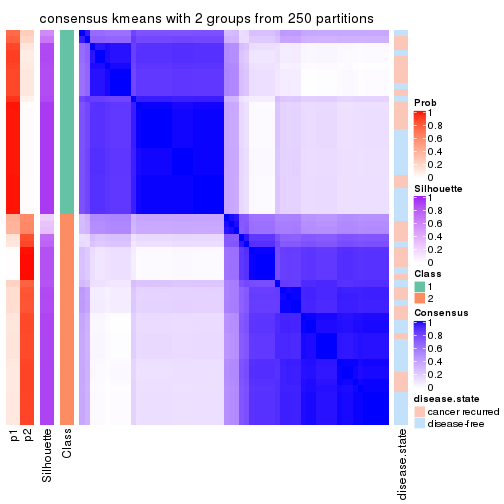 consensus kmeans with 2 groups from 250 partitions
Prob
1
0.8
0.6
0.4
0.2
0
Silhouette
1
0.8
0.6
0.4
0.2
0
Class
1
2
Consensus
1
0.8
0.6
0.4
0.2
0
disease.state
cancer recurred
disease-free
p1
p2
Silhouette
Class
disease.state